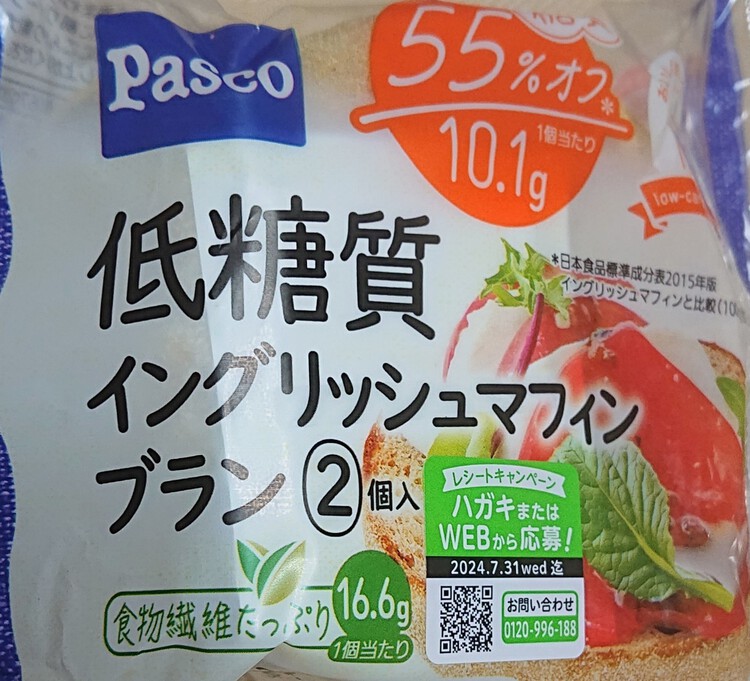 Pasco
55%オフ*
1個当たり
10.1g
低糖質
イングリッシュマフィン
ブラン②個入
*日本食品標準成分表2015年版
イングリッシュマフィンと比較(10
レシートキャンペーン
ハガキまたは
WEBから応募!
2024.7.31wed 迄
お問い合わせ
0120-996-188
食物繊維たっぷり
16.6g
1個当たり